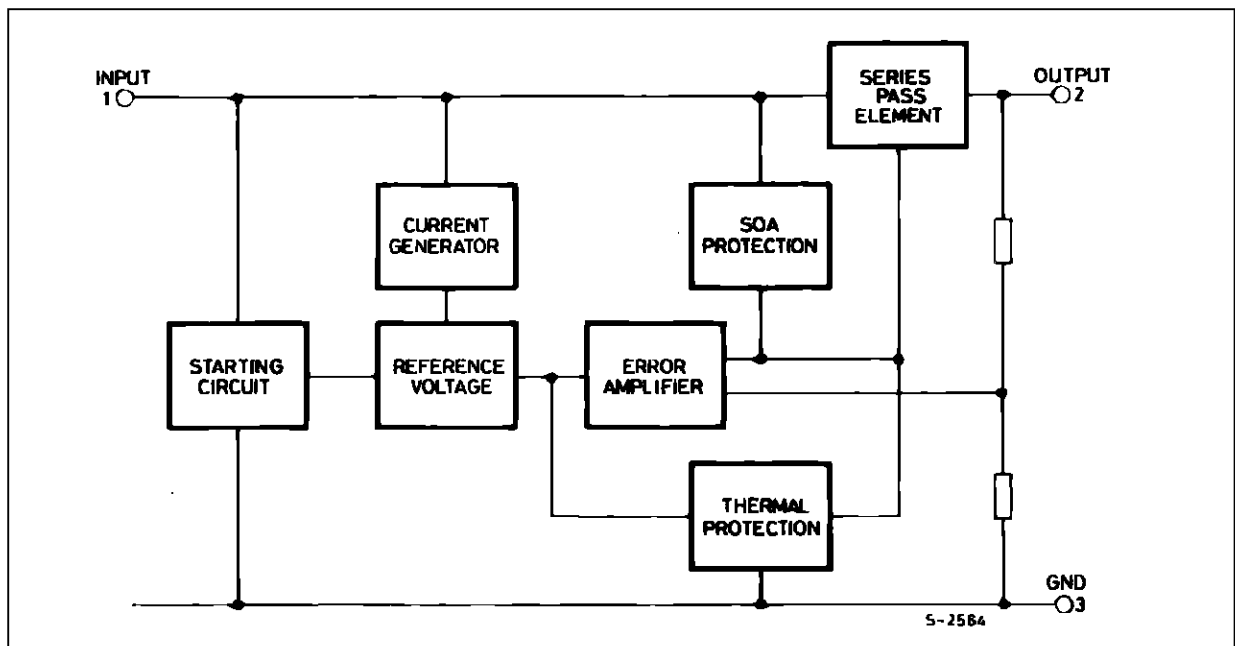 INPUT
1
SERIES
PASS
ELEMENT
OUTPUT
2
CURRENT
GENERATOR
SOA
PROTECTION
STARTING
CIRCUIT
REFERENCE
VOLTAGE
ERROR
AMPLIFIER
THERMAL
PROTECTION
GND
3
S-2564